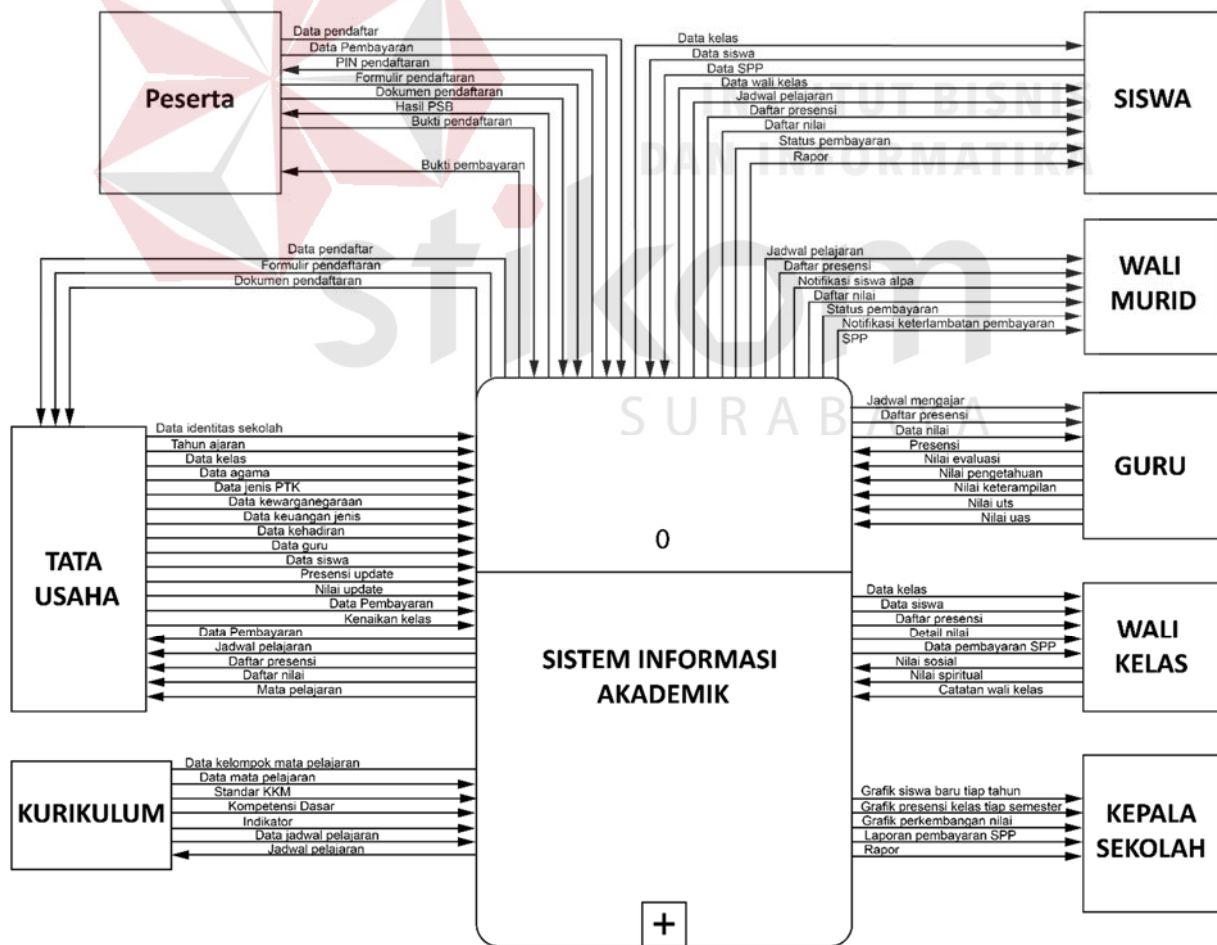 Peserta
Data pendaftar
Data Pembayaran
PIN pendaftaran
Formulir pendaftaran
Dokumen pendaftaran
Hasil PSB
Bukti pendaftaran
Bukti pembayaran
Data kelas
Data siswa
Data SPP
Data wali kelas
Jadwal pelajaran
Daftar presensi
Daftar nilai
Status pembayaran
Rapor
SISWA
INSTITUT BISNIS
DAN INFORMATIKA
stikom
SURABAYA
Data pendaftar
Formulir pendaftaran
Dokumen pendaftaran
Jadwal pelajaran
Daftar presensi
Notifikasi siswa alpa
Daftar nilai
Status pembayaran
Notifikasi keterlambatan pembayaran
SPP
WALI
MURID
TATA
USAHA
Data identitas sekolah
Tahun ajaran
Data kelas
Data agama
Data jenis PTK
Data kewarganegaraan
Data keuangan jenis
Data kehadiran
Data guru
Data siswa
Presensi update
Nilai update
Data Pembayaran
Kenaikan kelas
Data Pembayaran
Jadwal pelajaran
Daftar presensi
Daftar nilai
Mata pelajaran
0
SISTEM INFORMASI
AKADEMIK
+
Jadwal mengajar
Daftar presensi
Data nilai
Presensi
Nilai evaluasi
Nilai pengetahuan
Nilai keterampilan
Nilai uts
Nilai uas
GURU
Data kelas
Data siswa
Daftar presensi
Detail nilai
Data pembayaran SPP
Nilai sosial
Nilai spiritual
Catatan wali kelas
WALI
KELAS
KURIKULUM
Data kelompok mata pelajaran
Data mata pelajaran
Standar KKM
Kompetensi Dasar
Indikator
Data jadwal pelajaran
Jadwal pelajaran
Grafik siswa baru tiap tahun
Grafik presensi kelas tiap semester
Grafik perkembangan nilai
Laporan pembayaran SPP
Rapor
KEPALA
SEKOLAH